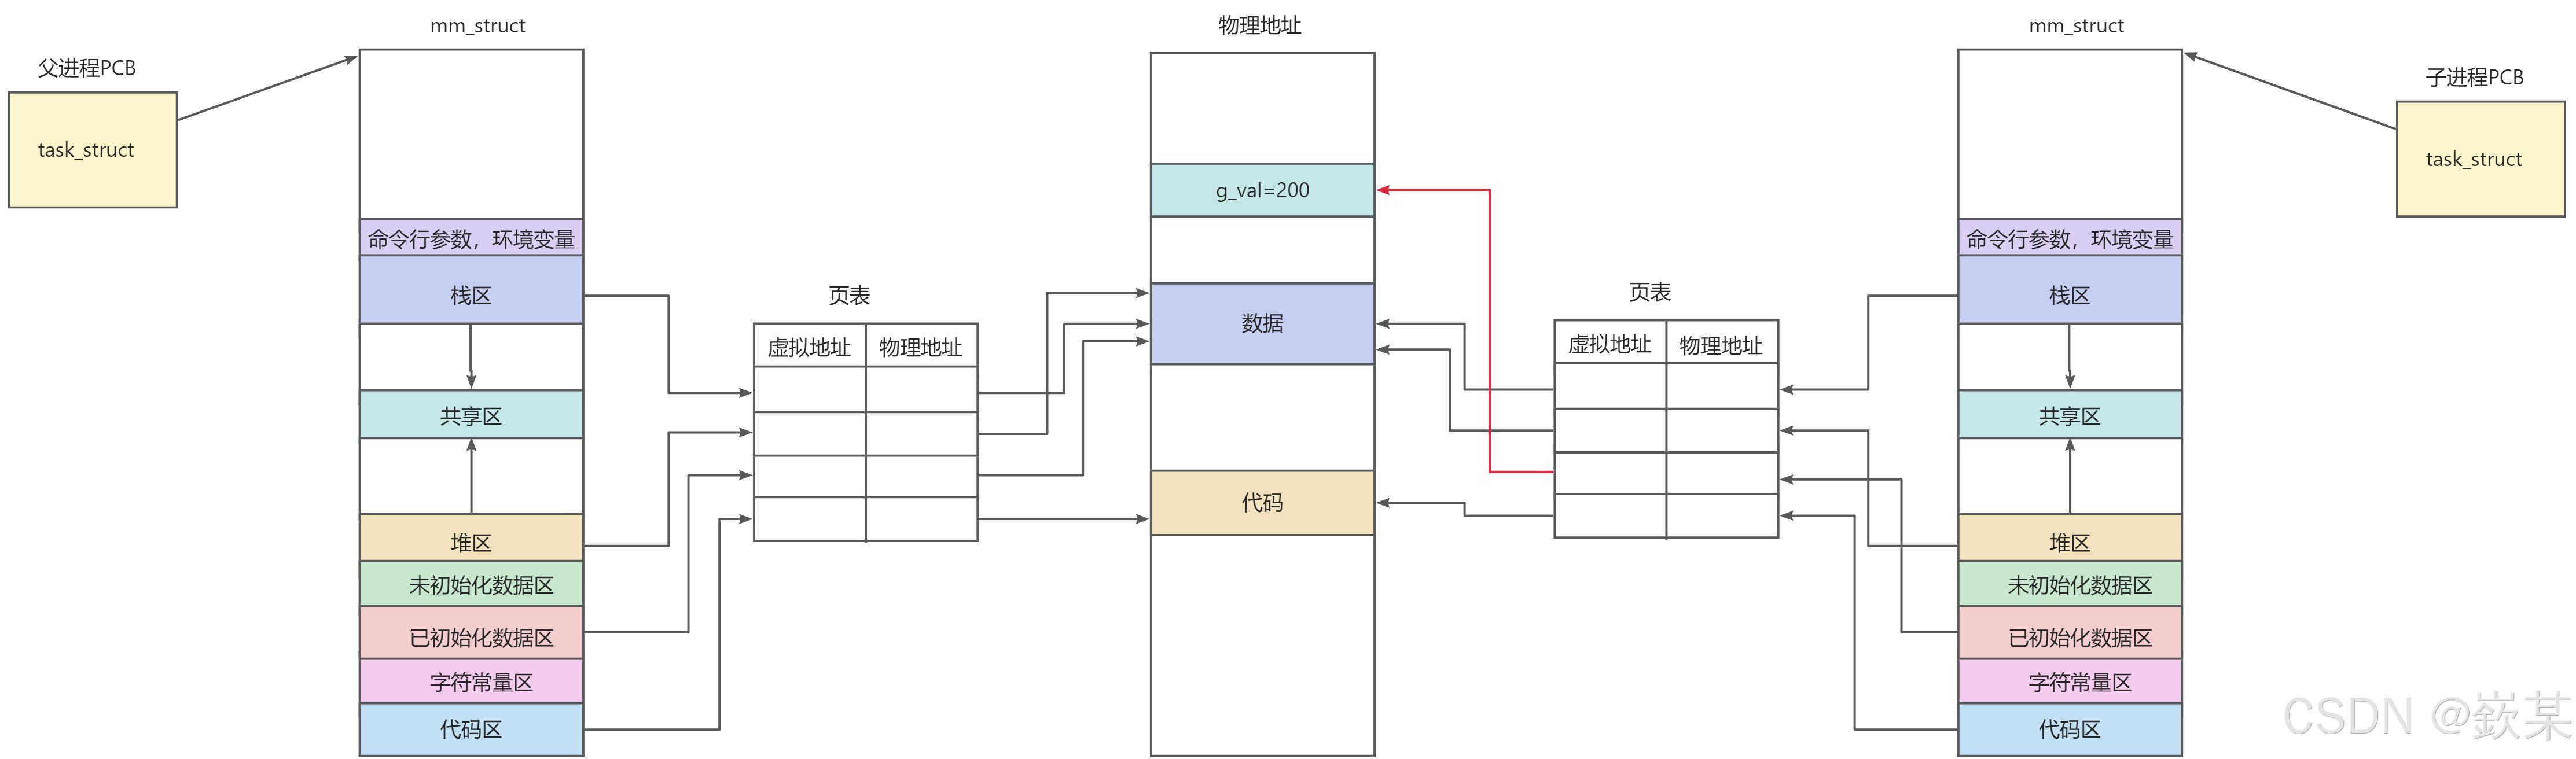 mm_struct
物理地址
mm_struct
父进程PCB
子进程PCB
task_struct
task_struct
g_val=200
命令行参数，环境变量
命令行参数，环境变量
栈区
页表
数据
页表
栈区
虚拟地址
物理地址
虚拟地址
物理地址
共享区
共享区
代码
堆区
堆区
未初始化数据区
未初始化数据区
已初始化数据区
已初始化数据区
字符常量区
字符常量区
代码区
代码区
CSDN @嵚某